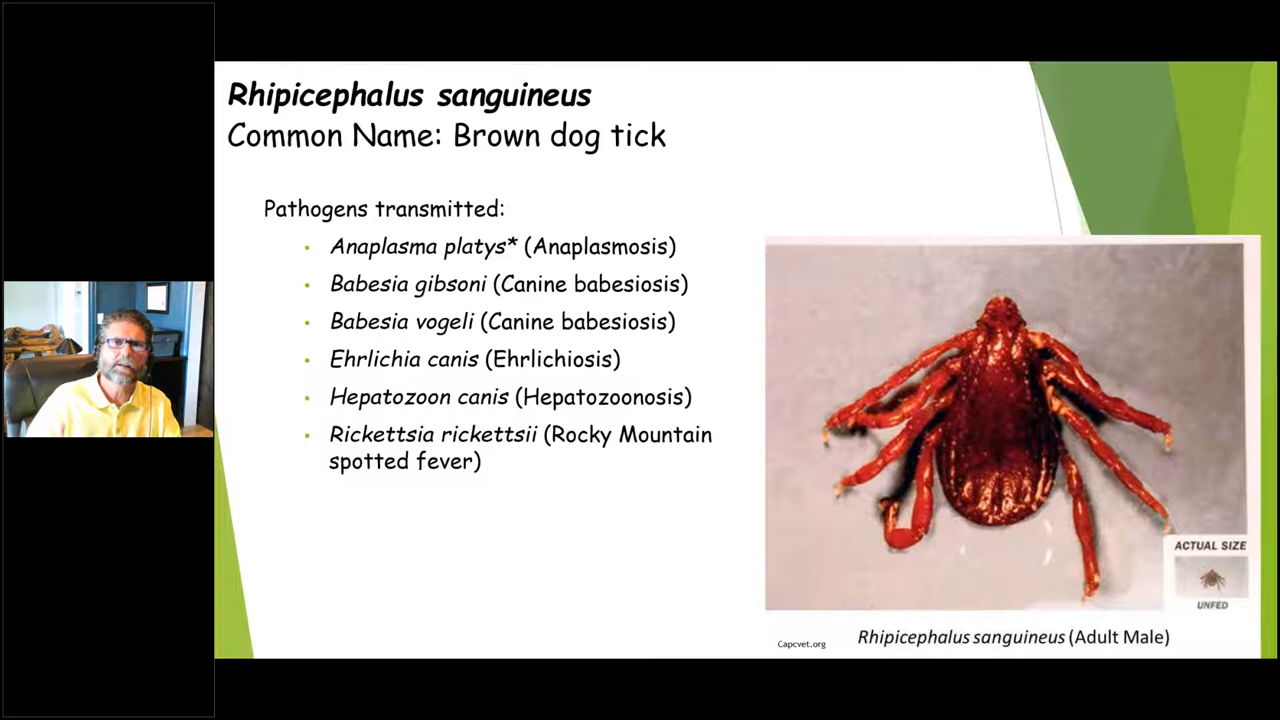 Rhipicephalus sanguineus
Common Name: Brown dog tick
Pathogens transmitted:
• Anaplasma platys* (Anaplasmosis)
• Babesia gibsoni (Canine babesiosis)
• Babesia vogeli (Canine babesiosis)
• Ehrlichia canis (Ehrlichiosis)
• Hepatozoon canis (Hepatozoonosis)
• Rickettsia rickettsii (Rocky Mountain
spotted fever)
ACTUAL SIZE
UNFED
Capcvet.org
Rhipicephalus sanguineus (Adult Male)